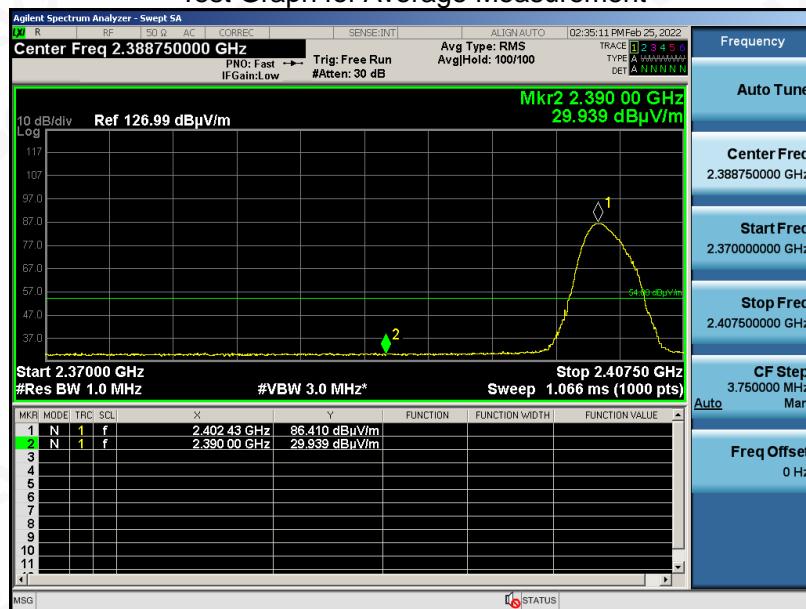 Test Graph for Average Measurement
Agilent Spectrum Analyzer - Swept SA
LXI R RF 50 Ω AC CORREC SENSE:INT ALIGN AUTO 02:35:11 PM Feb 25, 2022
Center Freq 2.388750000 GHz
PNO: Fast
IFGain:Low
Trig: Free Run
#Atten: 30 dB
Avg Type: RMS
Avg|Hold: 100/100
TRACE 1 2 3 4 5 6
TYPE A
DET A N N N N N
Mkr2 2.390 00 GHz
29.939 dBµV/m
10 dB/div Ref 126.99 dBµV/m
Log
117
107
97.0
87.0
77.0
67.0
57.0
47.0
37.0
1
54.00 dBµV/m
2
Start 2.37000 GHz Stop 2.40750 GHz
#Res BW 1.0 MHz #VBW 3.0 MHz* Sweep 1.066 ms (1000 pts)
MKR MODE TRC SCL X Y FUNCTION FUNCTION WIDTH FUNCTION VALUE
1 N 1 f 2.402 43 GHz 86.410 dBµV/m
2 N 1 f 2.390 00 GHz 29.939 dBµV/m
3
4
5
6
7
8
9
10
11
MSG STATUS
Frequency
Auto Tune
Center Freq
2.388750000 GHz
Start Freq
2.370000000 GHz
Stop Freq
2.407500000 GHz
CF Step
3.750000 MHz
Auto Man
Freq Offset
0 Hz